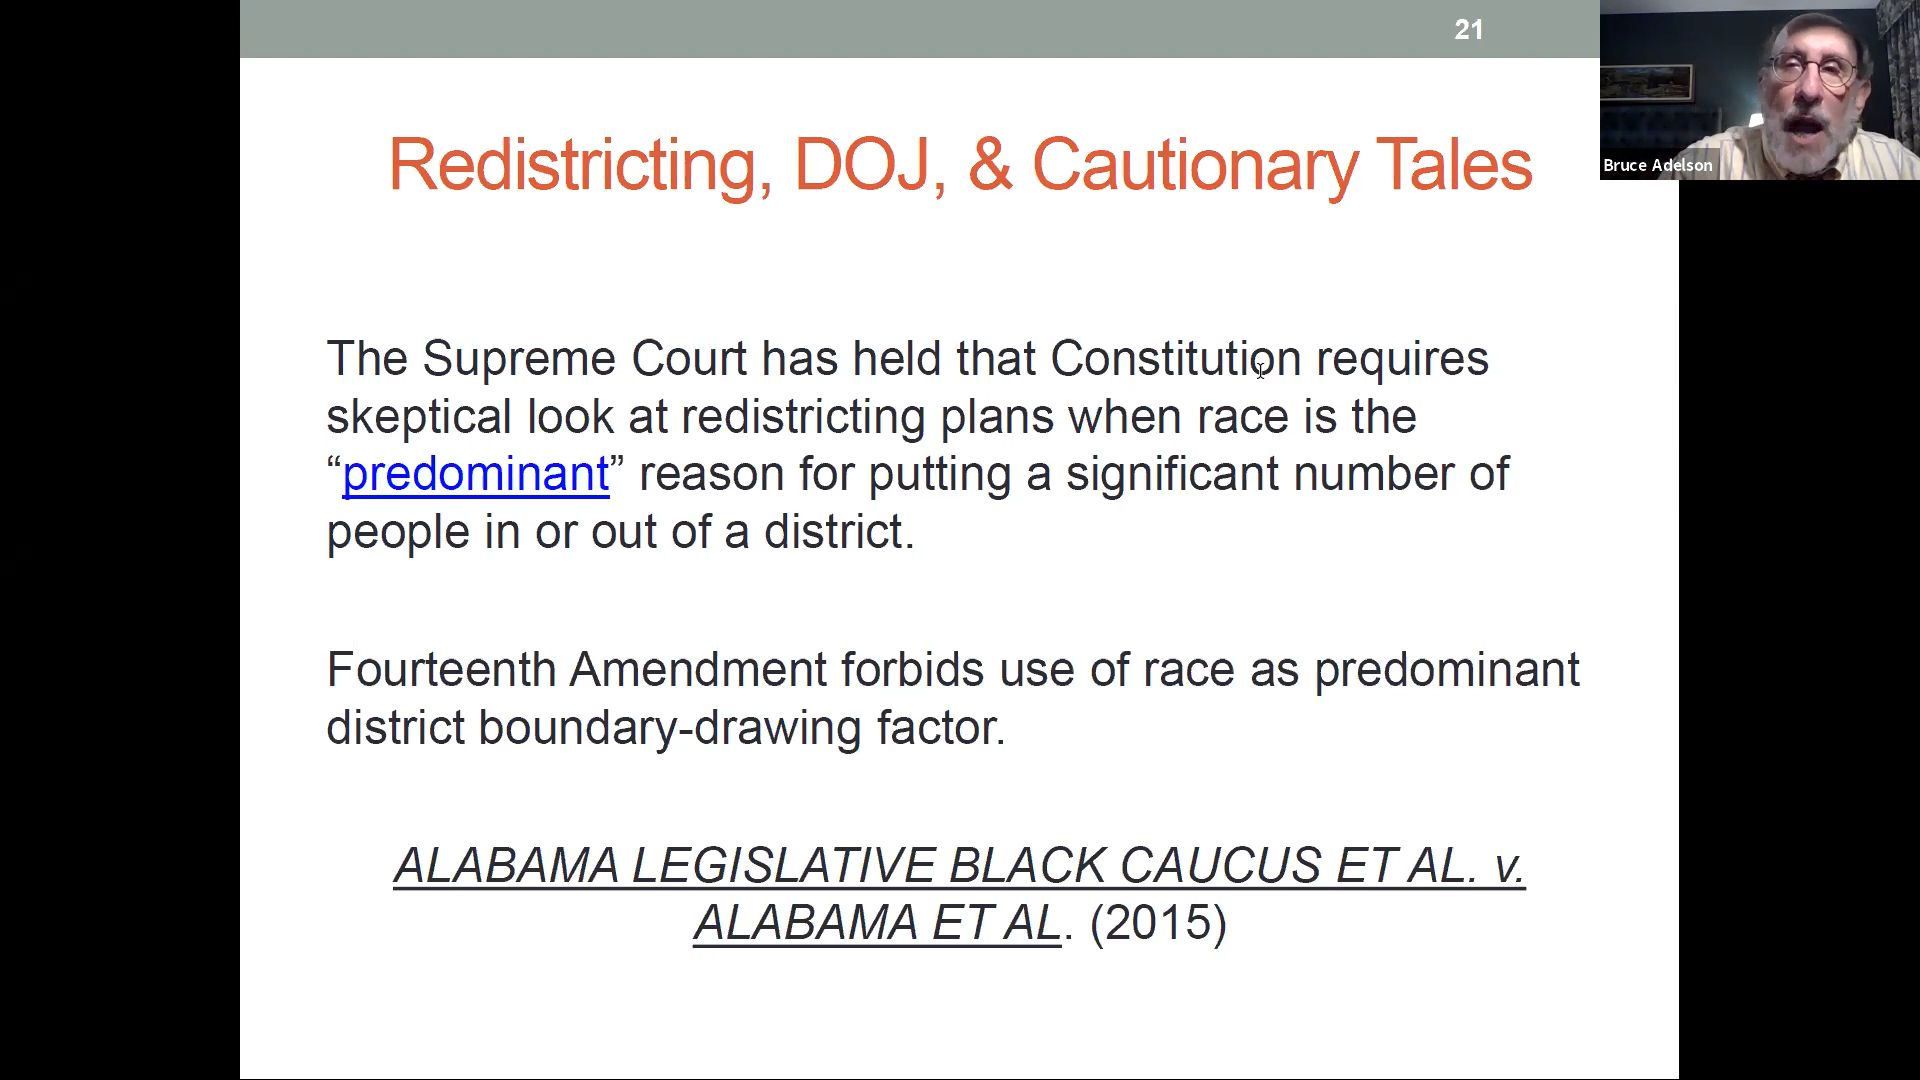 21
Redistricting, DOJ, & Cautionary Tales
Bruce Adelson
The Supreme Court has held that Constitution requires
skeptical look at redistricting plans when race is the
“predominant” reason for putting a significant number of
people in or out of a district.
Fourteenth Amendment forbids use of race as predominant
district boundary-drawing factor.
ALABAMA LEGISLATIVE BLACK CAUCUS ET AL. v.
ALABAMA ET AL. (2015)